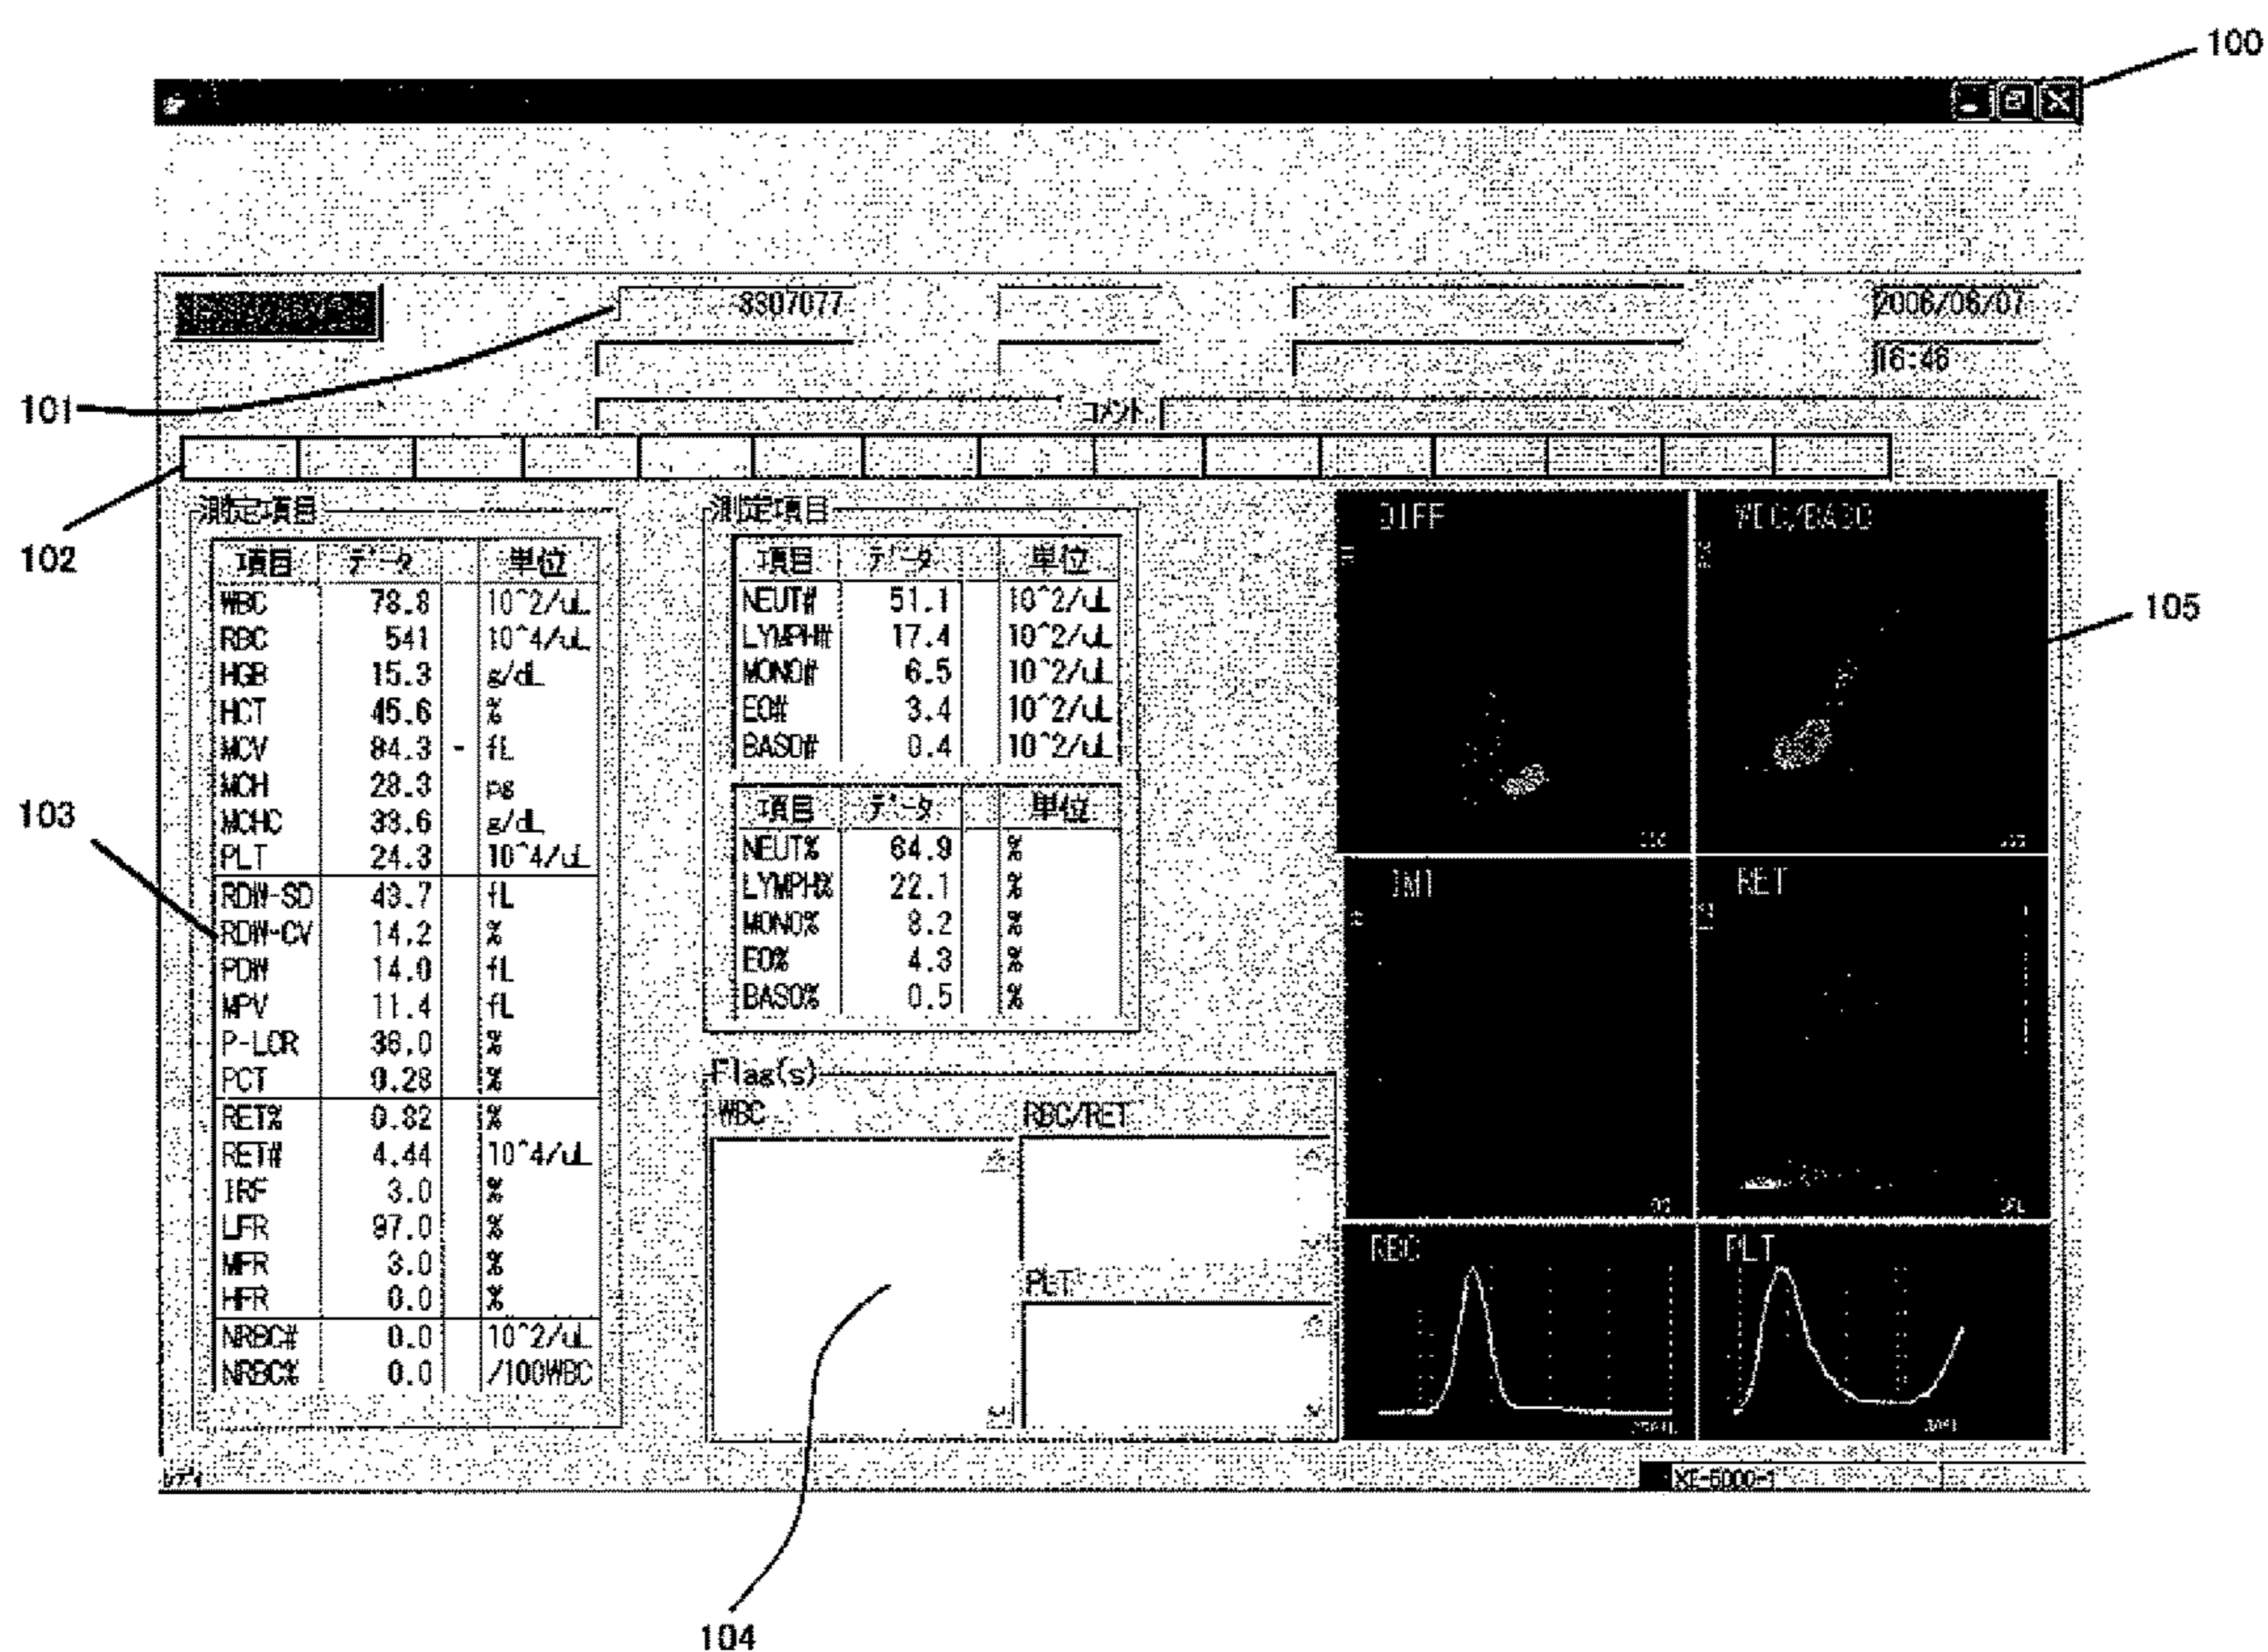 100
8307077
2006/06/07
16:46
101
コメント
102
測定項目
項目 データ 単位
WBC 78.8 10^2/uL
RBC 541 10^4/uL
HGB 15.3 g/dL
HCT 45.6 %
MCV 84.3 - fL
MCH 28.3 pg
MCHC 33.6 g/dL
PLT 24.3 10^4/uL
103
RDW-SD 43.7 fL
RDW-CV 14.2 %
PDW 14.0 fL
MPV 11.4 fL
P-LCR 36.0 %
PCT 0.28 %
RET% 0.82 %
RET# 4.44 10^4/uL
IRF 3.0 %
LFR 97.0 %
MFR 3.0 %
HFR 0.0 %
NRBC# 0.0 10^2/uL
NRBC% 0.0 /100WBC
測定項目
項目 データ 単位
NEUT# 51.1 10^2/uL
LYMPH# 17.4 10^2/uL
MONO# 6.5 10^2/uL
EO# 3.4 10^2/uL
BASO# 0.4 10^2/uL
項目 データ 単位
NEUT% 64.9 %
LYMPH% 22.1 %
MONO% 8.2 %
EO% 4.3 %
BASO% 0.5 %
Flag(s)
WBC RBC/RET
PLT
104
DIFF WBC/BASO
105
IMI RET
RBC PLT
レディ
XE-5000-1